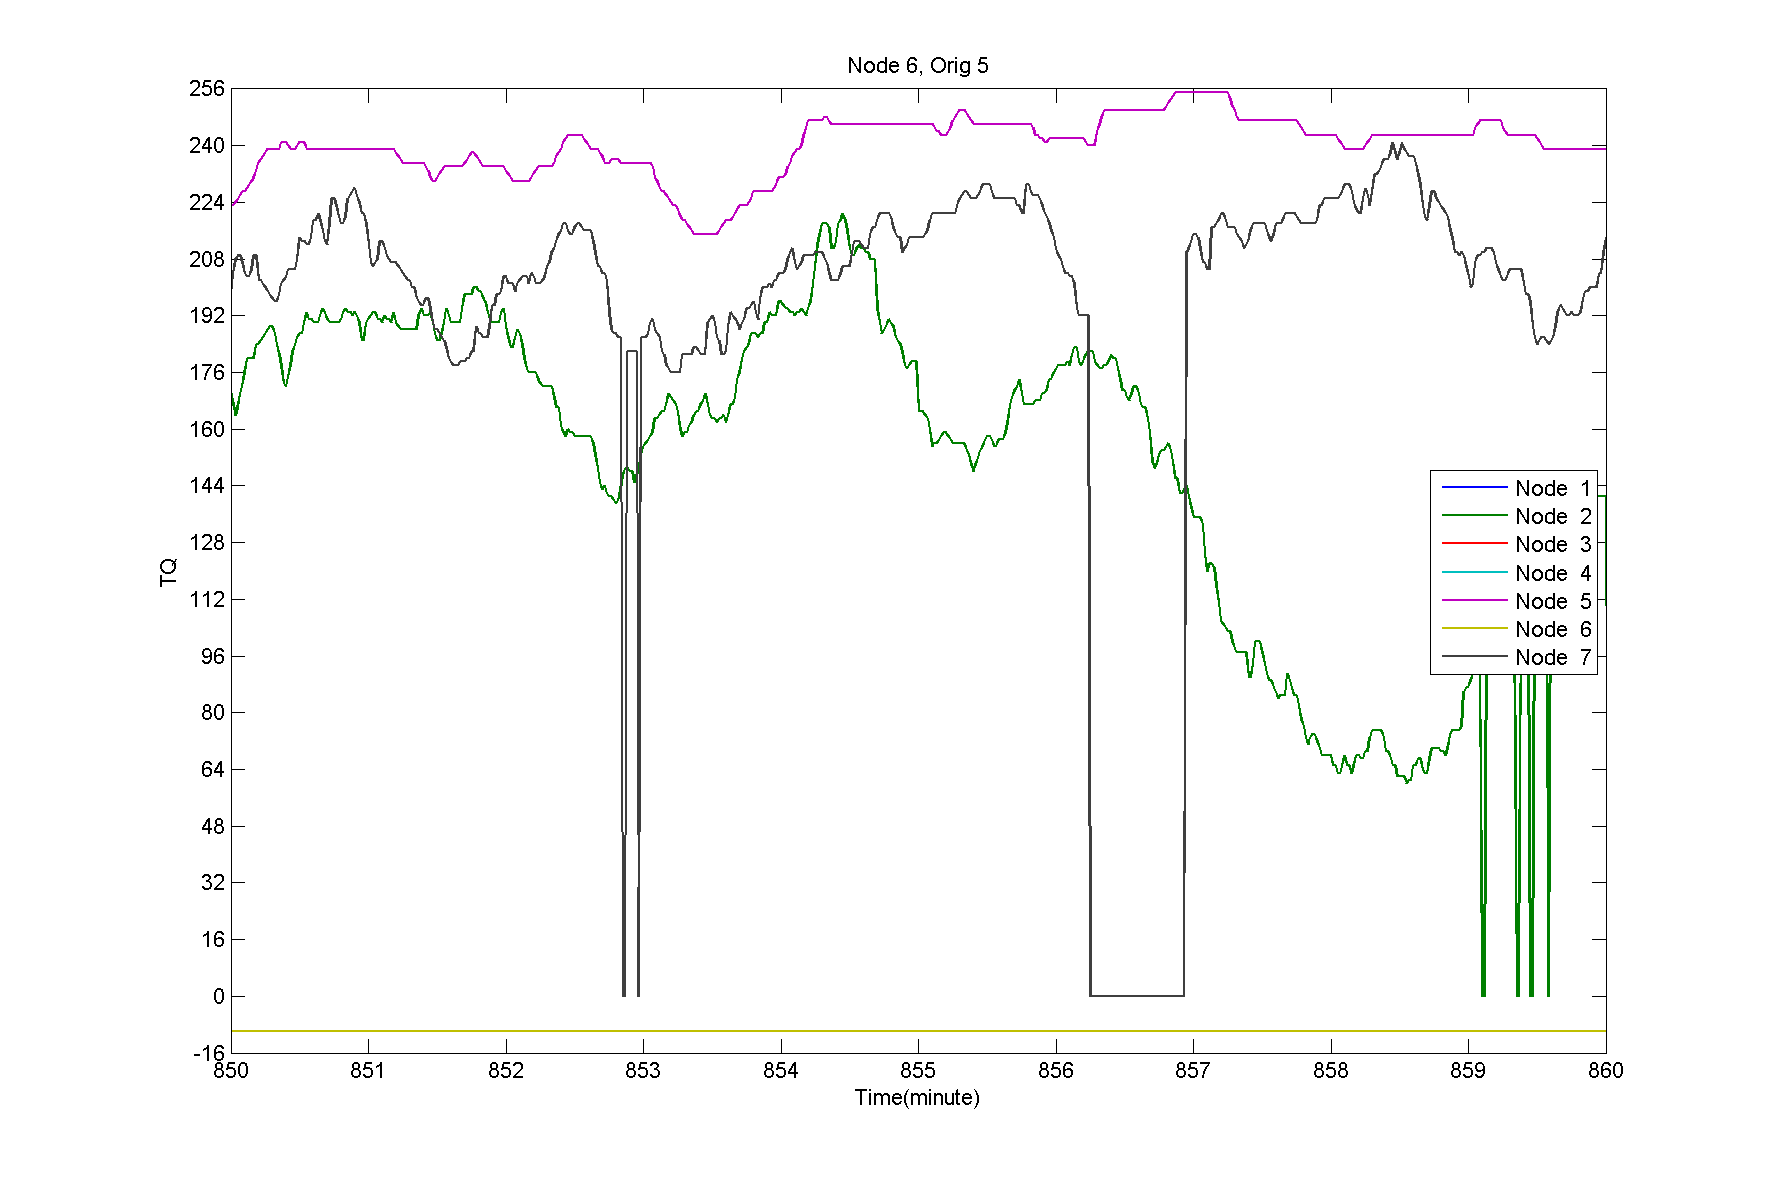 Node 6, Orig 5
256
240
224
208
192
176
160
144
128
112
96
80
64
48
32
16
0
-16
TQ
Node 1
Node 2
Node 3
Node 4
Node 5
Node 6
Node 7
850 851 852 853 854 855 856 857 858 859 860
Time(minute)